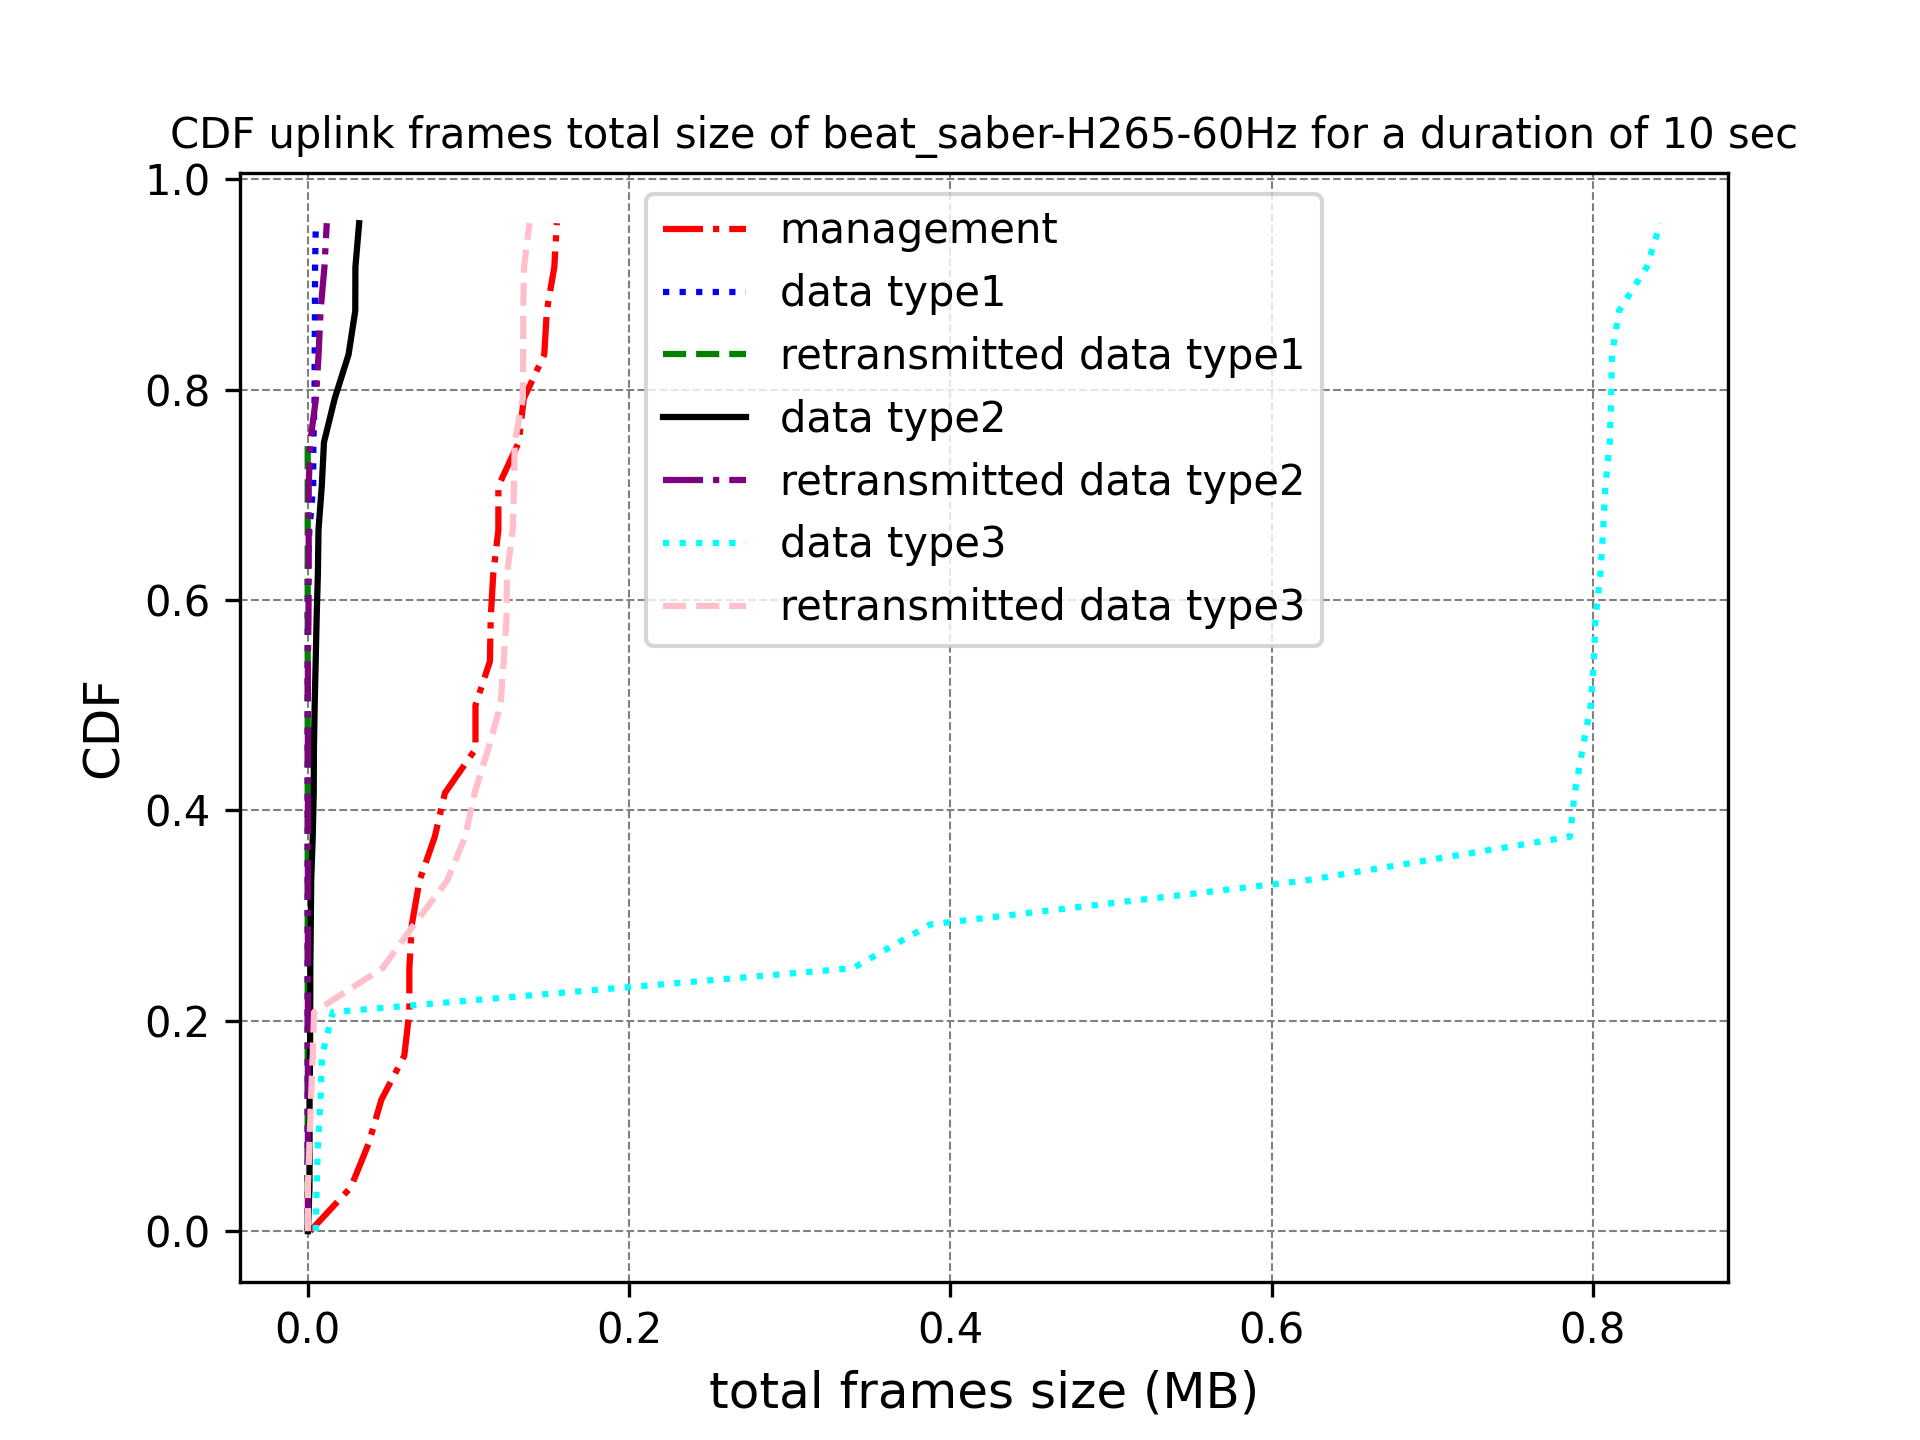 CDF uplink frames total size of beat_saber-H265-60Hz for a duration of 10 sec
1.0
0.8
0.6
0.4
0.2
0.0
CDF
management
data type1
retransmitted data type1
data type2
retransmitted data type2
data type3
retransmitted data type3
0.0 0.2 0.4 0.6 0.8
total frames size (MB)